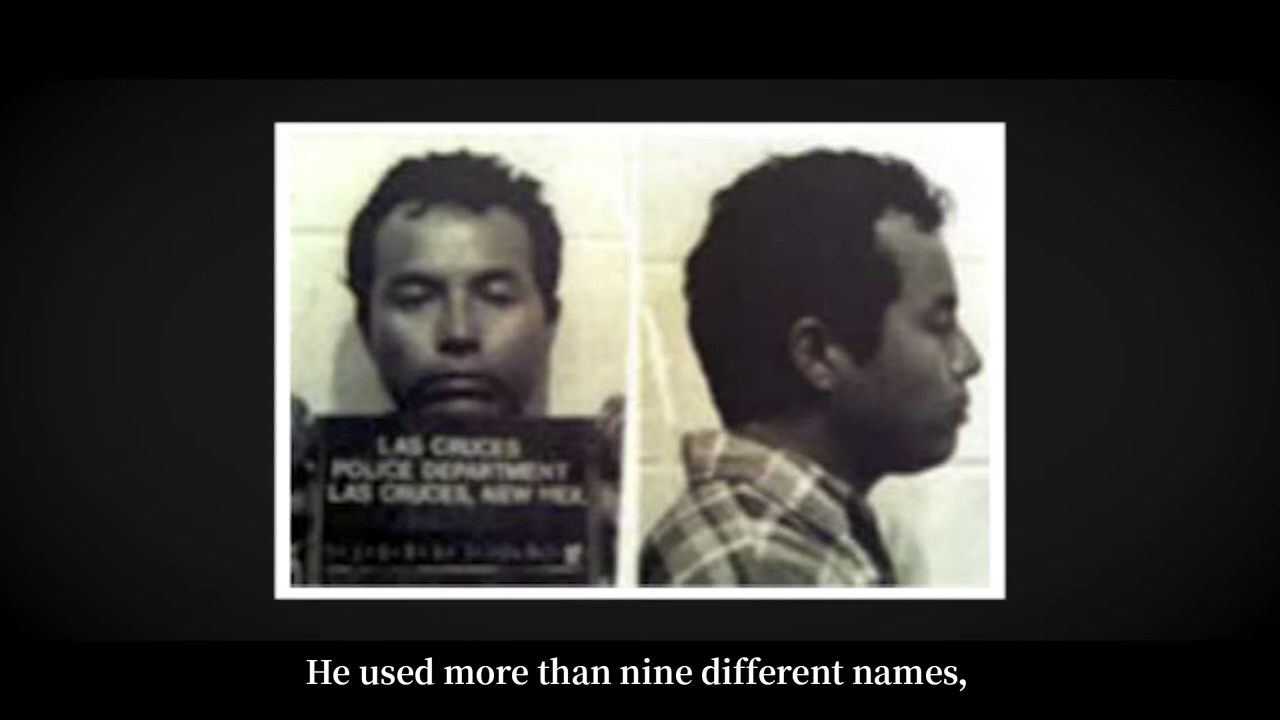 LAS CRUCES
POLICE DEPARTMENT
LAS CRUCES, NEW MEX.
He used more than nine different names,